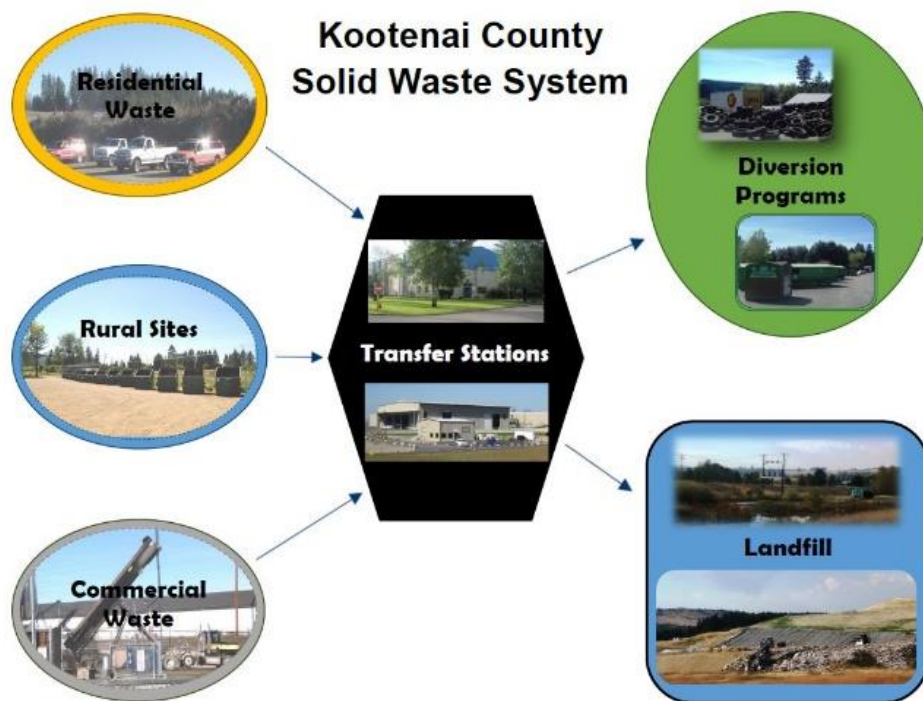 Kootenai County
Solid Waste System
Residential
Waste
Rural Sites
Commercial
Waste
Transfer Stations
Diversion
Programs
Landfill